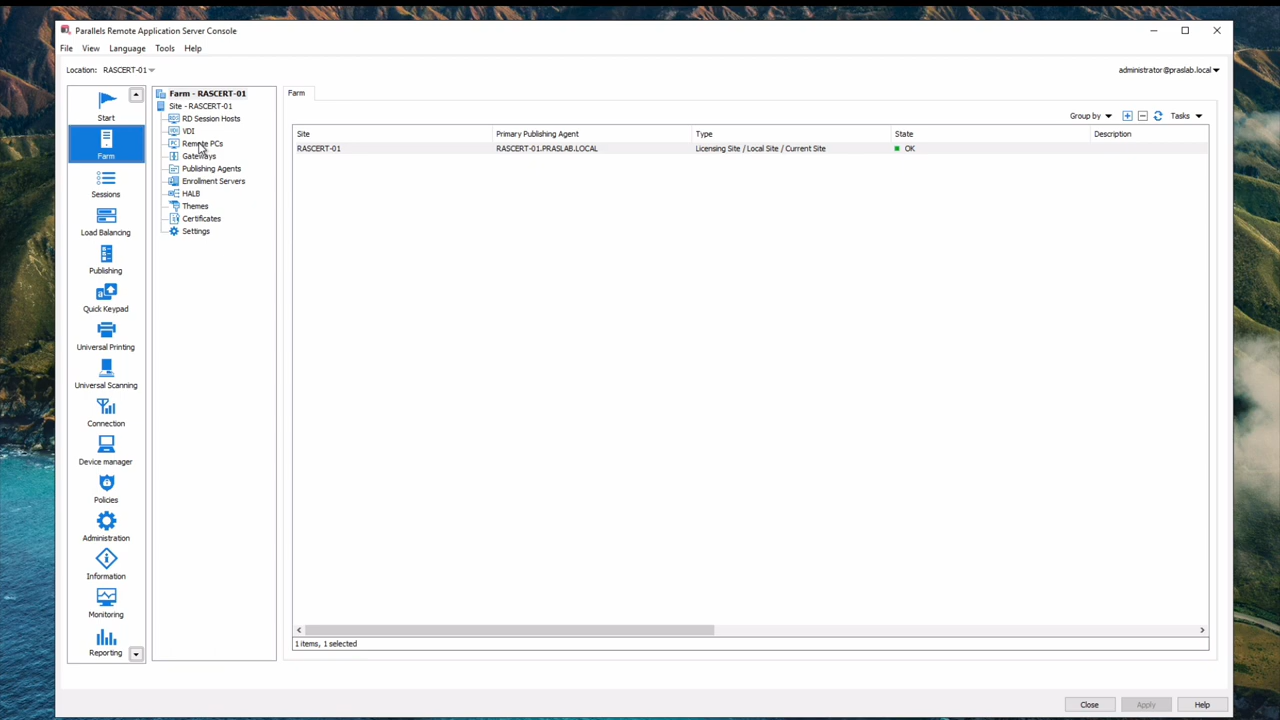 Parallels Remote Application Server Console
File View Language Tools Help
Location: RASCERT-01
administrator@praslab.local
Start
Farm
Sessions
Load Balancing
Publishing
Quick Keypad
Universal Printing
Universal Scanning
Connection
Device manager
Policies
Administration
Information
Monitoring
Reporting
Farm - RASCERT-01
Site - RASCERT-01
RD Session Hosts
VDI
Remote PCs
Gateways
Publishing Agents
Enrollment Servers
HALB
Themes
Certificates
Settings
Farm
Group by Tasks
Site Primary Publishing Agent Type State Description
RASCERT-01 RASCERT-01.PRASLAB.LOCAL Licensing Site / Local Site / Current Site OK
1 items, 1 selected
Close Apply Help